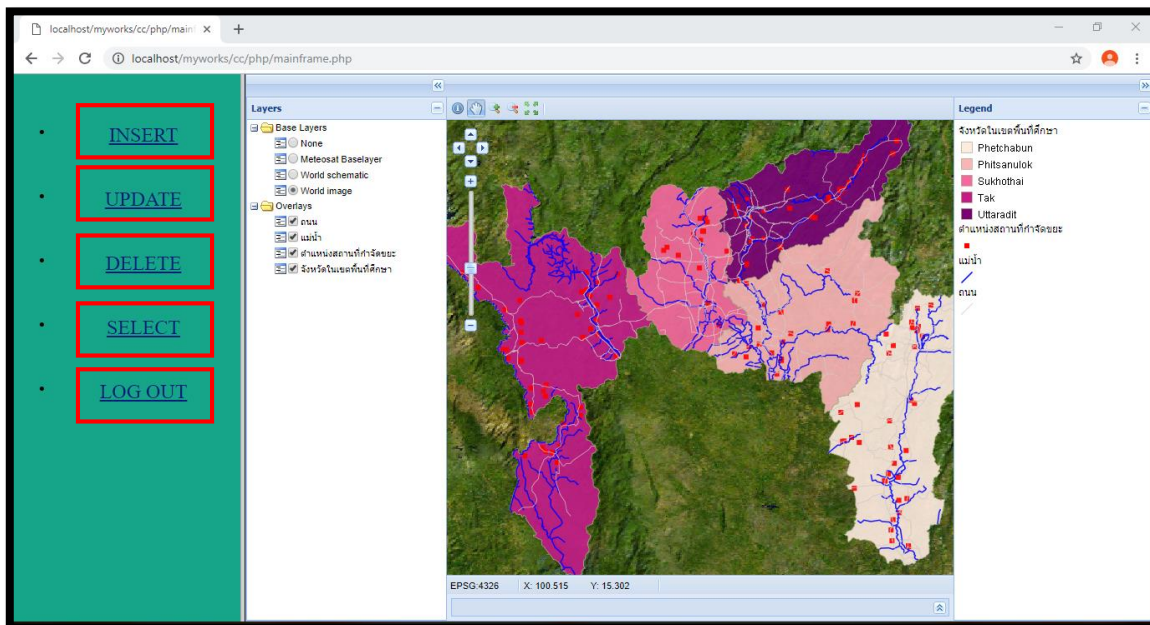 localhost/myworks/cc/php/main
localhost/myworks/cc/php/mainframe.php
INSERT
UPDATE
DELETE
SELECT
LOG OUT
Layers
Base Layers
None
Meteosat Baselayer
World schematic
World image
Overlays
ถนน
แม่น้ำ
ตำแหน่งสถานที่กำจัดขยะ
จังหวัดในเขตพื้นที่ศึกษา
EPSG:4326 X: 100.515 Y: 15.302
Legend
จังหวัดในเขตพื้นที่ศึกษา
Phetchabun
Phitsanulok
Sukhothai
Tak
Uttaradit
ตำแหน่งสถานที่กำจัดขยะ
แม่น้ำ
ถนน